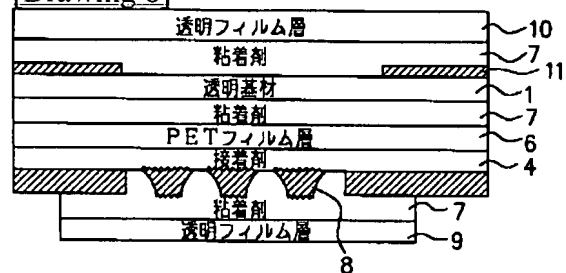 [Drawing 8]
透明フィルム層
10
粘着剤
7
11
透明基材
1
粘着剤
7
PETフィルム層
6
接着剤
4
粘着剤
7
透明フィルム層
9
8